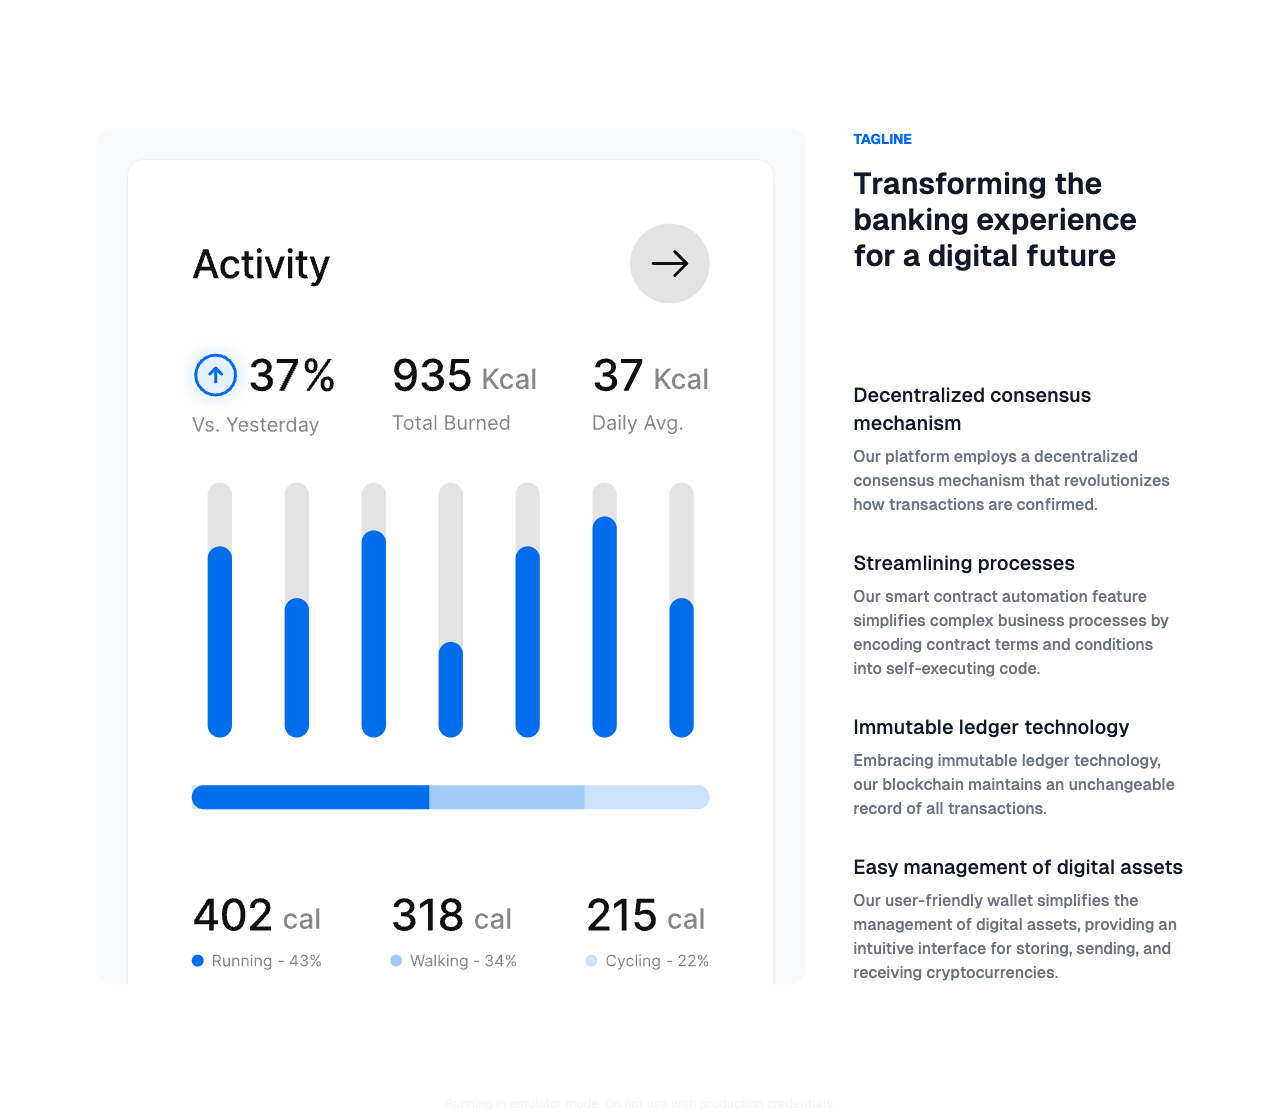 Activity
37%
Vs. Yesterday
935 Kcal
Total Burned
37 Kcal
Daily Avg.
402 cal
Running - 43%
318 cal
Walking - 34%
215 cal
Cycling - 22%
TAGLINE
Transforming the
banking experience
for a digital future
Decentralized consensus
mechanism
Our platform employs a decentralized
consensus mechanism that revolutionizes
how transactions are confirmed.
Streamlining processes
Our smart contract automation feature
simplifies complex business processes by
encoding contract terms and conditions
into self-executing code.
Immutable ledger technology
Embracing immutable ledger technology,
our blockchain maintains an unchangeable
record of all transactions.
Easy management of digital assets
Our user-friendly wallet simplifies the
management of digital assets, providing an
intuitive interface for storing, sending, and
receiving cryptocurrencies.
Running in emulator mode. Do not use with production credentials.